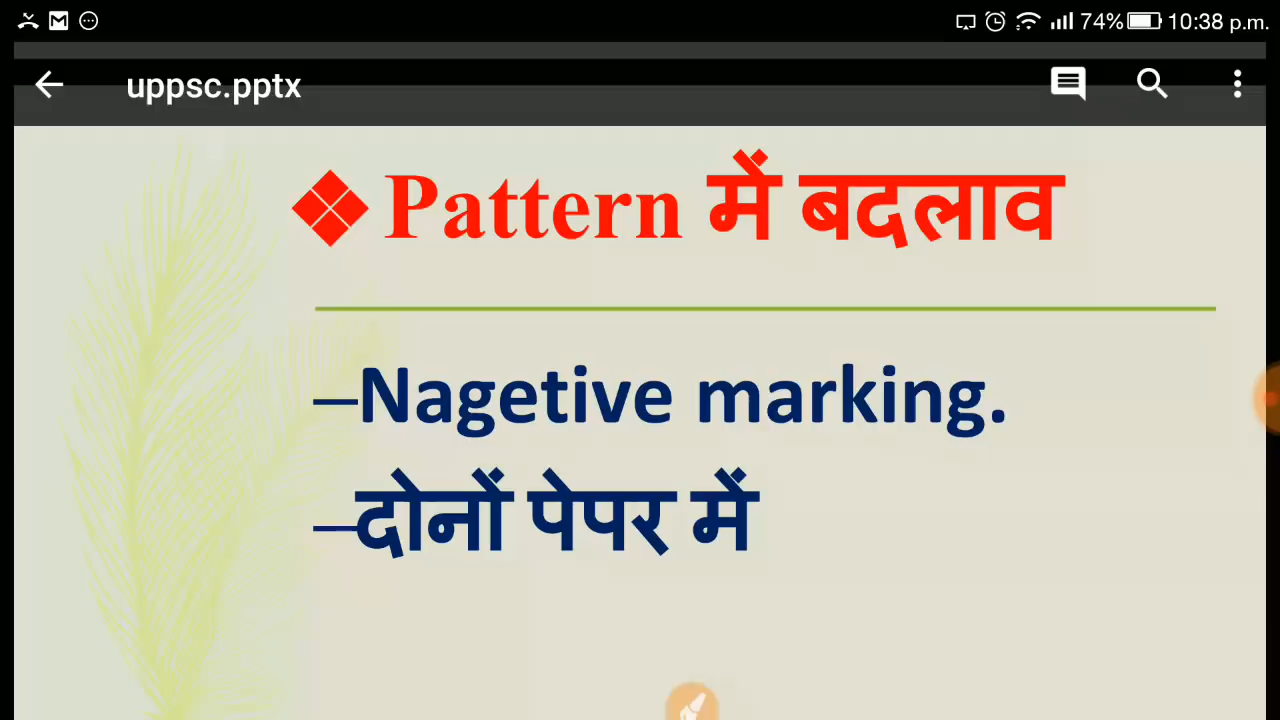 74% 10:38 p.m.
uppsc.pptx
❖ Pattern में बदलाव
–Nagetive marking.
–दोनों पेपर में